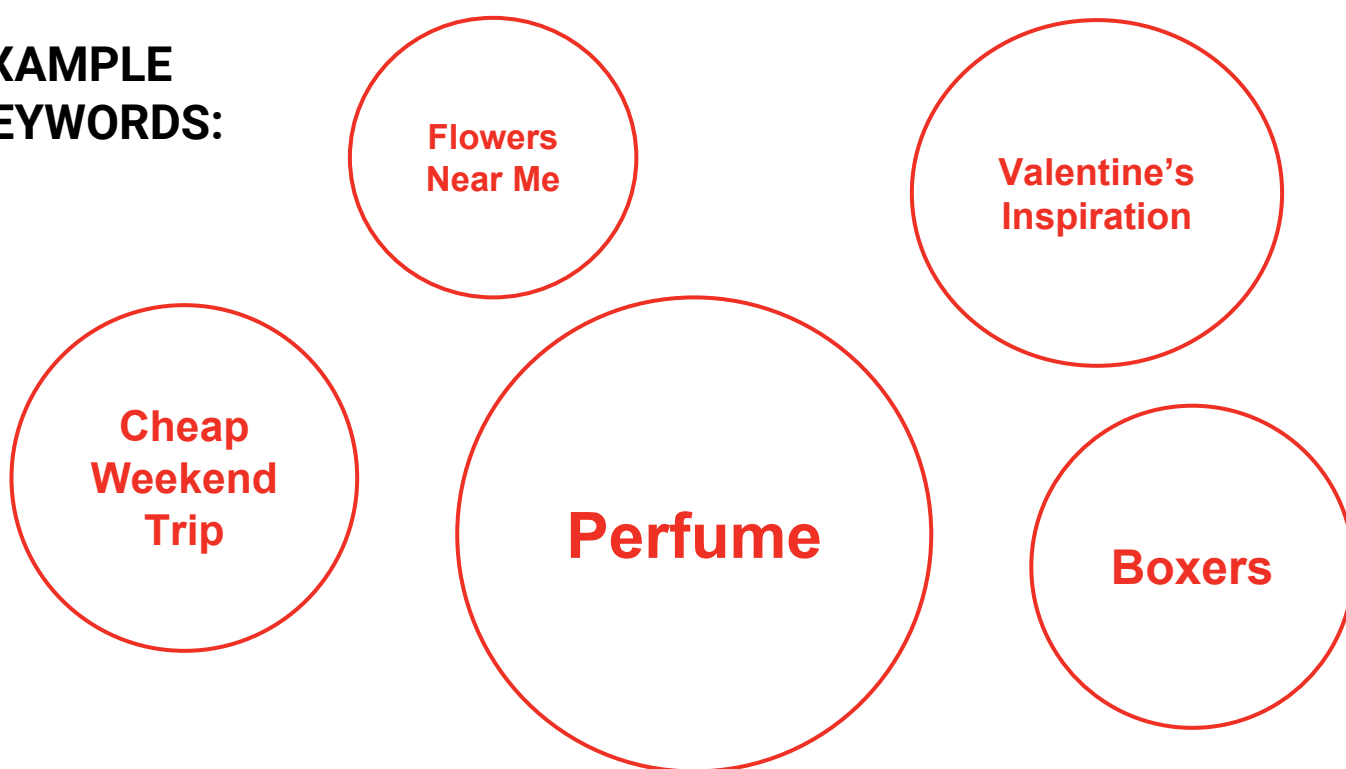 XAMPLE
EYWORDS:
Flowers
Near Me
Valentine’s
Inspiration
Cheap
Weekend
Trip
Perfume
Boxers